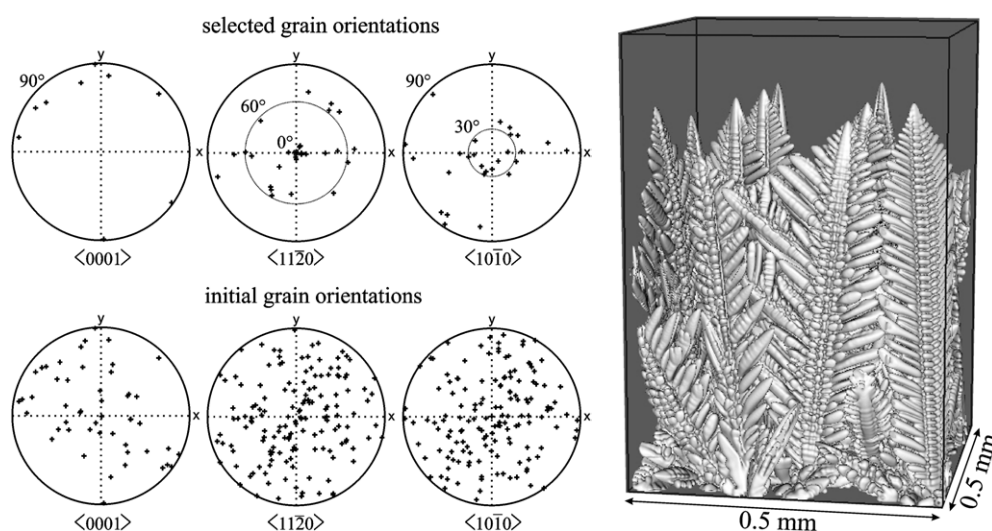 selected grain orientations
y
90°
x
⟨0001⟩
y
60°
0°
x
⟨112̄0⟩
y
90°
30°
x
⟨101̄0⟩
initial grain orientations
y
x
⟨0001⟩
y
x
⟨112̄0⟩
y
x
⟨101̄0⟩
0.5 mm
0.5 mm